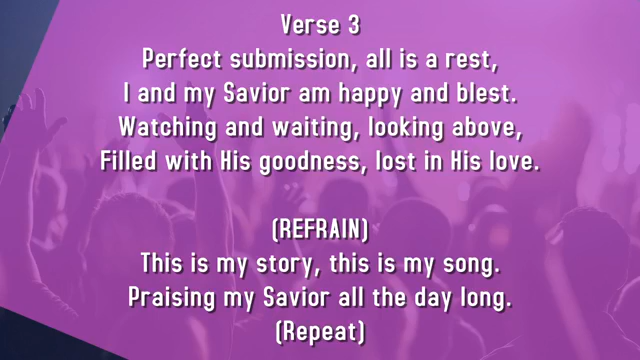 Verse 3
Perfect submission, all is a rest,
I and my Savior am happy and blest.
Watching and waiting, looking above,
Filled with His goodness, lost in His love.
(REFRAIN)
This is my story, this is my song.
Praising my Savior all the day long.
(Repeat)